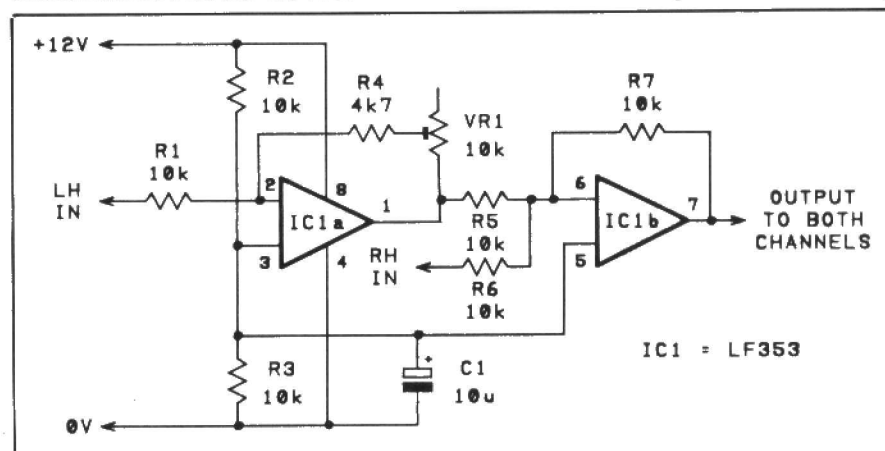 +12V
R2
10k
R4
4k7
VR1
10k
R7
10k
R1
10k
LH
IN
2
8
IC1a
1
3
4
R5
10k
RH
IN
R6
10k
6
IC1b
7
5
OUTPUT
TO BOTH
CHANNELS
R3
10k
+
C1
10u
IC1 = LF353
0V